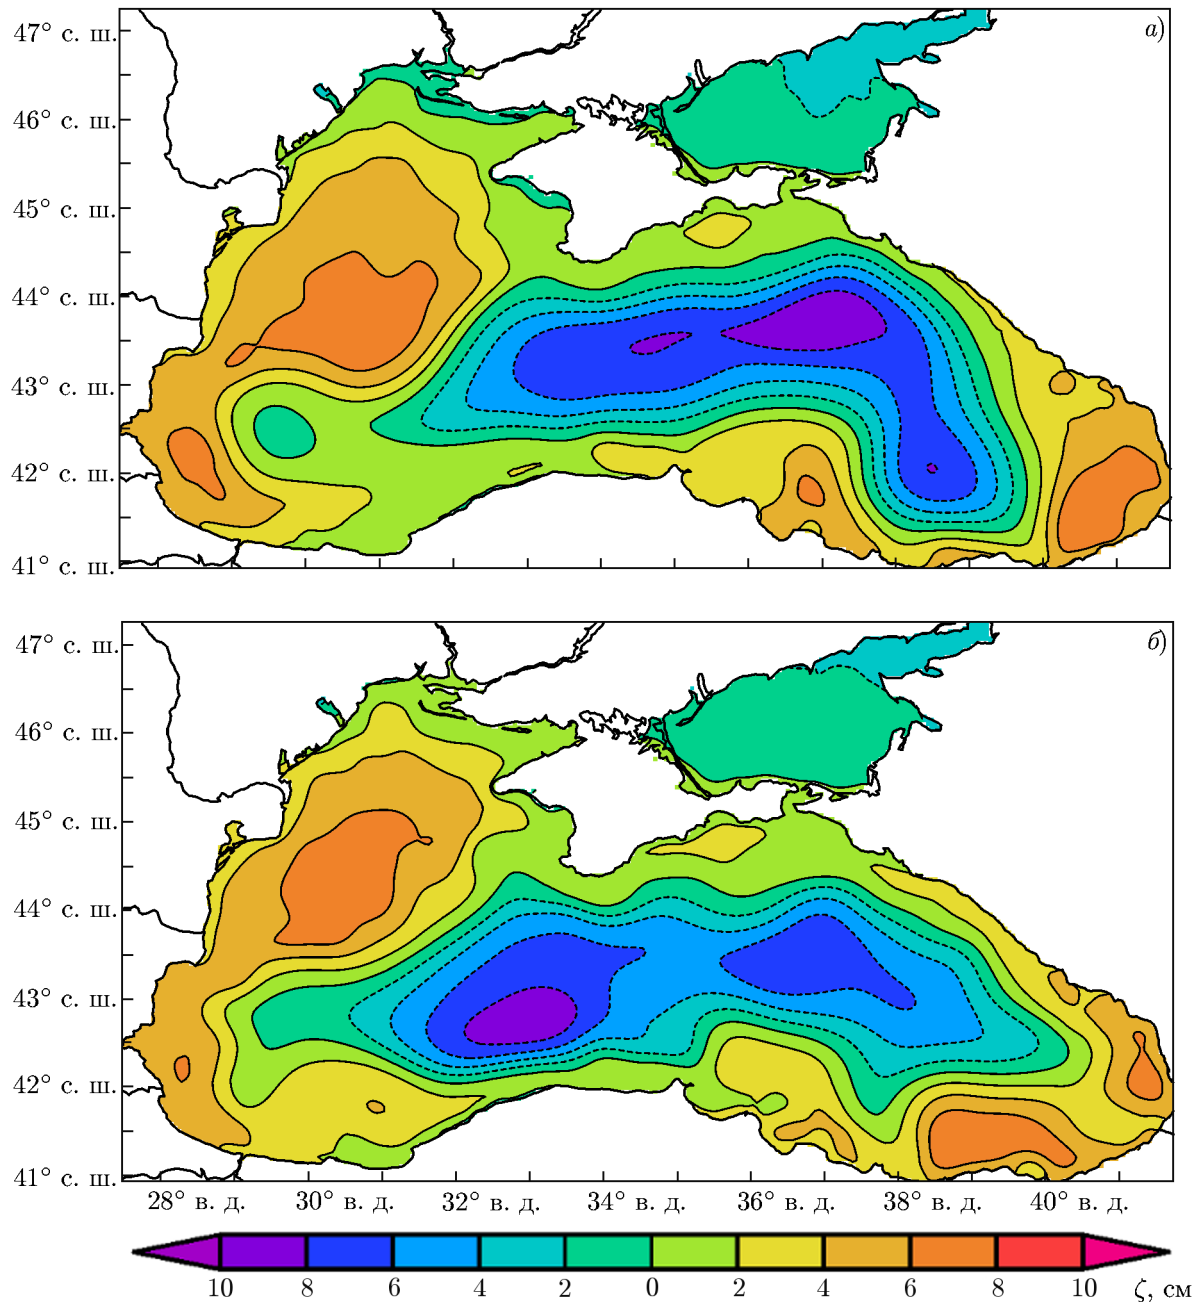 а)
47° с. ш.
46° с. ш.
45° с. ш.
44° с. ш.
43° с. ш.
42° с. ш.
41° с. ш.
б)
47° с. ш.
46° с. ш.
45° с. ш.
44° с. ш.
43° с. ш.
42° с. ш.
41° с. ш.
28° в. д. 30° в. д. 32° в. д. 34° в. д. 36° в. д. 38° в. д. 40° в. д.
10 8 6 4 2 0 2 4 6 8 10 ζ, см